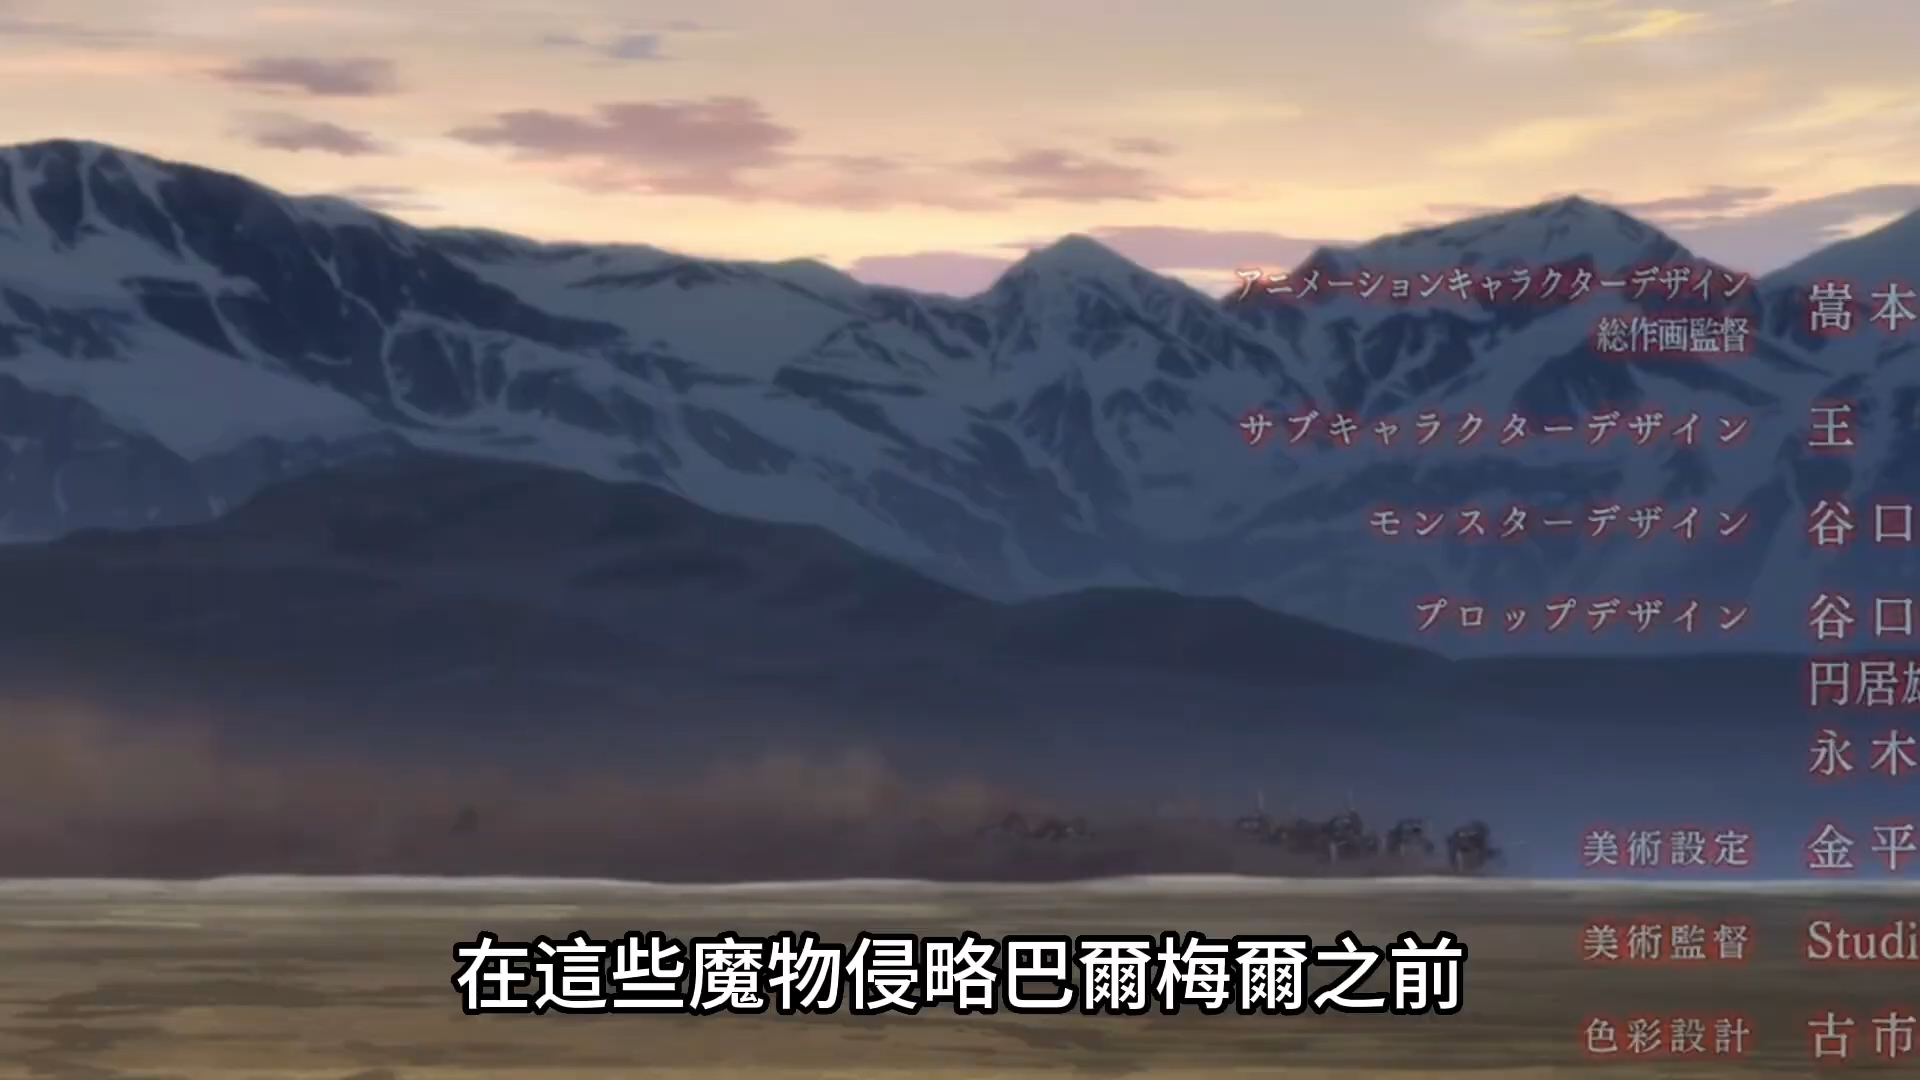 アニメーションキャラクターデザイン
総作画監督
嵩本
サブキャラクターデザイン 王
モンスターデザイン 谷口
プロップデザイン 谷口
円居
永木
美術設定 金平
美術監督 Studi
色彩設計 古市
在這些魔物侵略巴爾梅爾之前